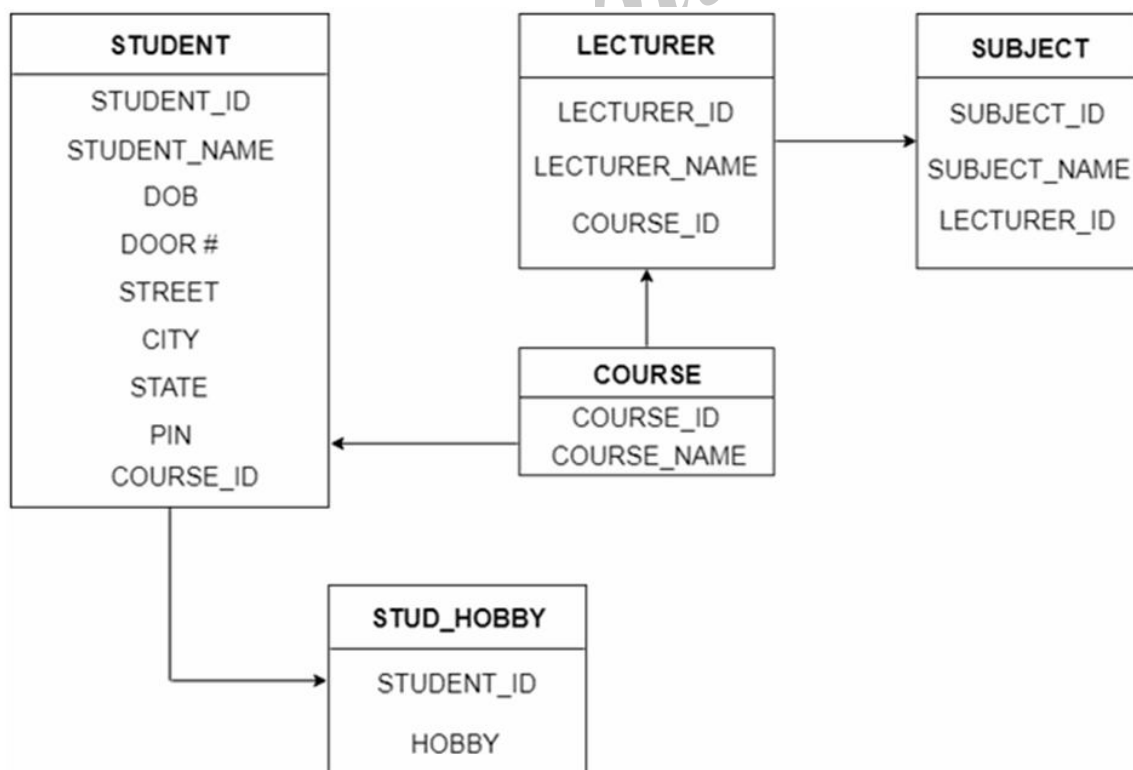 STUDENT
STUDENT_ID
STUDENT_NAME
DOB
DOOR #
STREET
CITY
STATE
PIN
COURSE_ID
LECTURER
LECTURER_ID
LECTURER_NAME
COURSE_ID
SUBJECT
SUBJECT_ID
SUBJECT_NAME
LECTURER_ID
COURSE
COURSE_ID
COURSE_NAME
STUD_HOBBY
STUDENT_ID
HOBBY